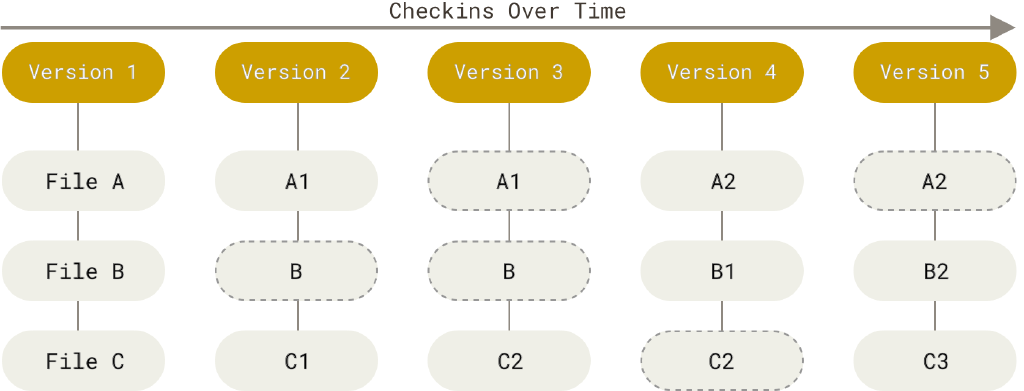 Checkins Over Time
Version 1
Version 2
Version 3
Version 4
Version 5
File A
A1
A1
A2
A2
File B
B
B
B1
B2
File C
C1
C2
C2
C3